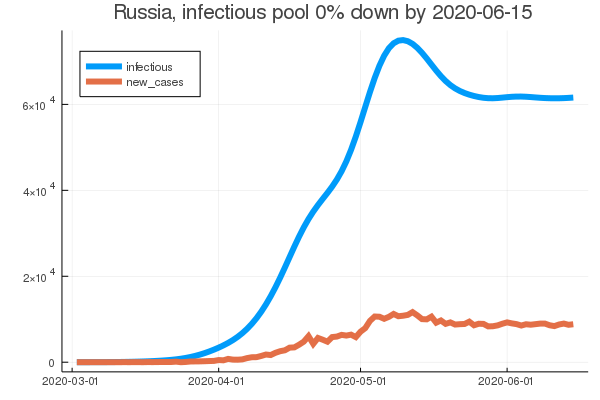 Russia, infectious pool 0% down by 2020-06-15
infectious
new_cases
6×10 4
4×10 4
2×10 4
0
2020-03-01 2020-04-01 2020-05-01 2020-06-01